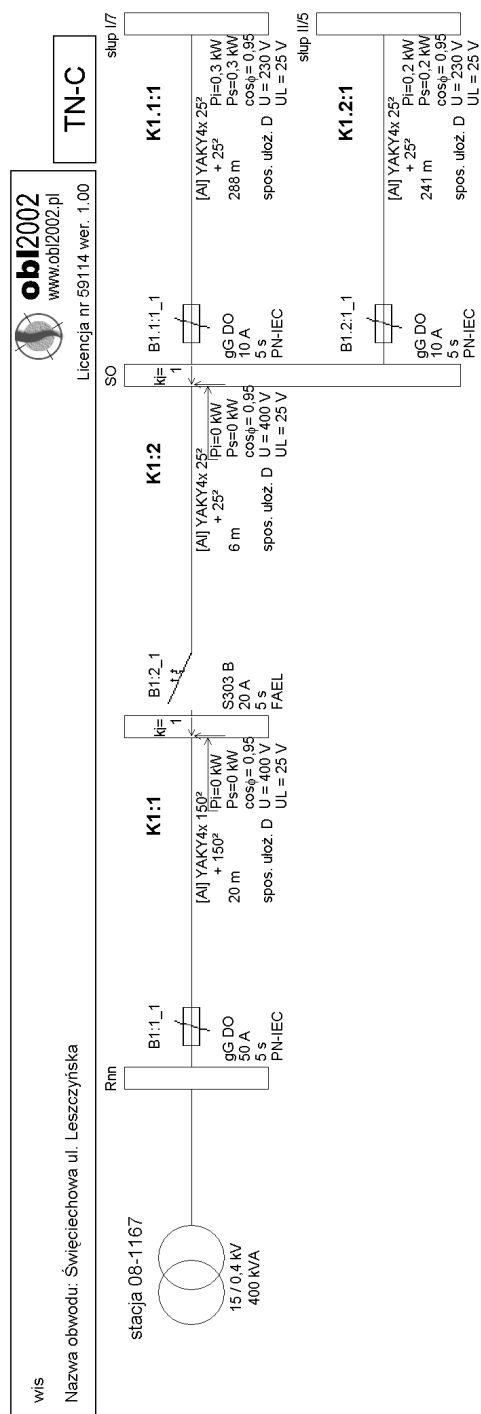 wis
Nazwa obwodu: Święciechowa ul. Leszczyńska
obl2002
www.obl2002.pl
Licencja nr 59114 wer. 1.00
TN-C
stacja 08-1167
15 / 0,4 kV
400 kVA
Rnn
B1:1_1
gG DO
50 A
5 s
PN-IEC
K1:1
[Al] YAKY4x 150²
+ 150²
20 m
spos. ułoż. D
Pi=0 kW
Ps=0 kW
cosϕ= 0,95
U = 400 V
UL = 25 V
kj=
1
B1:2_1
S303 B
20 A
5 s
FAEL
K1:2
[Al] YAKY4x 25²
+ 25²
6 m
spos. ułoż. D
Pi=0 kW
Ps=0 kW
cosϕ= 0,95
U = 400 V
UL = 25 V
SO
kj=
1
B1.1:1_1
gG DO
10 A
5 s
PN-IEC
K1.1:1
[Al] YAKY4x 25²
+ 25²
288 m
spos. ułoż. D
Pi=0,3 kW
Ps=0,3 kW
cosϕ= 0,95
U = 230 V
UL = 25 V
słup I/7
B1.2:1_1
gG DO
10 A
5 s
PN-IEC
K1.2:1
[Al] YAKY4x 25²
+ 25²
241 m
spos. ułoż. D
Pi=0,2 kW
Ps=0,2 kW
cosϕ= 0,95
U = 230 V
UL = 25 V
słup II/5